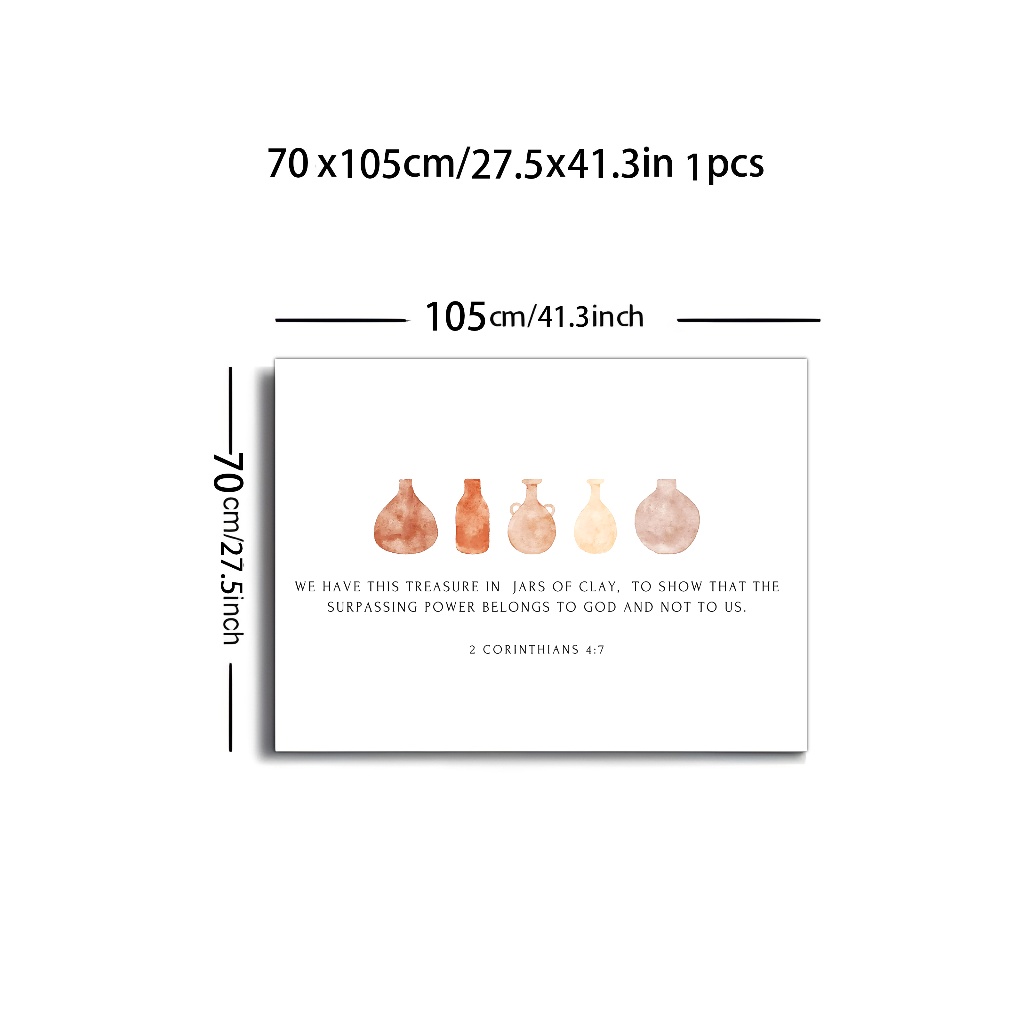 70 x105cm/27.5x41.3in 1pcs
105cm/41.3inch
70cm/27.5inch
WE HAVE THIS TREASURE IN JARS OF CLAY, TO SHOW THAT THE
SURPASSING POWER BELONGS TO GOD AND NOT TO US.
2 CORINTHIANS 4:7